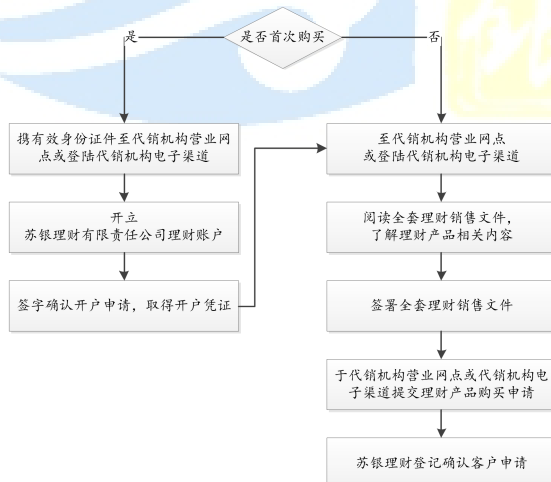 是否首次购买
是
否
携有效身份证件至代销机构营业网
点或登陆代销机构电子渠道
开立
苏银理财有限责任公司理财账户
签字确认开户申请，取得开户凭证
至代销机构营业网点
或登陆代销机构电子渠道
阅读全套理财销售文件，
了解理财产品相关内容
签署全套理财销售文件
于代销机构营业网点或代销机构电
子渠道提交理财产品购买申请
苏银理财登记确认客户申请